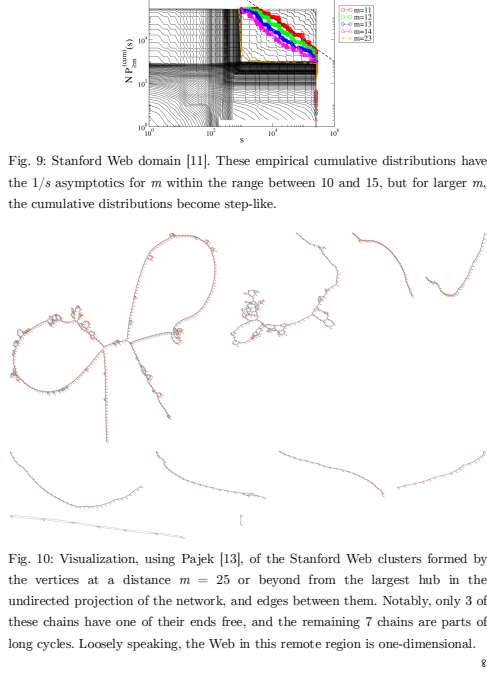 m=11
m=12
m=13
m=14
m=23
N P≥m^(cum)(s)
10^4
10^2
10^0
10^0 10^2 10^4 10^6
s
Fig. 9: Stanford Web domain [11]. These empirical cumulative distributions have
the 1/s asymptotics for m within the range between 10 and 15, but for larger m,
the cumulative distributions become step-like.
Fig. 10: Visualization, using Pajek [13], of the Stanford Web clusters formed by
the vertices at a distance m = 25 or beyond from the largest hub in the
undirected projection of the network, and edges between them. Notably, only 3 of
these chains have one of their ends free, and the remaining 7 chains are parts of
long cycles. Loosely speaking, the Web in this remote region is one-dimensional.
8